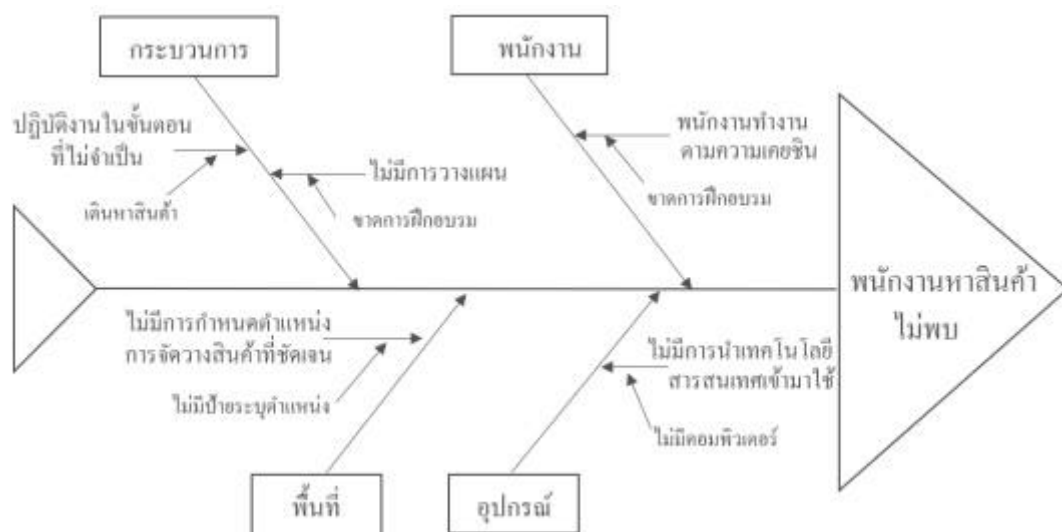 กระบวนการ
พนักงาน
ปฏิบัติงานในขั้นตอน
ที่ไม่จำเป็น
เดินหาสินค้า
ไม่มีการวางแผน
ขาดการฝึกอบรม
พนักงานทำงาน
ตามความเคยชิน
ขาดการฝึกอบรม
พนักงานหาสินค้า
ไม่พบ
ไม่มีการกำหนดตำแหน่ง
การจัดวางสินค้าที่ชัดเจน
ไม่มีป้ายระบุตำแหน่ง
ไม่มีการนำเทคโนโลยี
สารสนเทศเข้ามาใช้
ไม่มีคอมพิวเตอร์
พื้นที่
อุปกรณ์